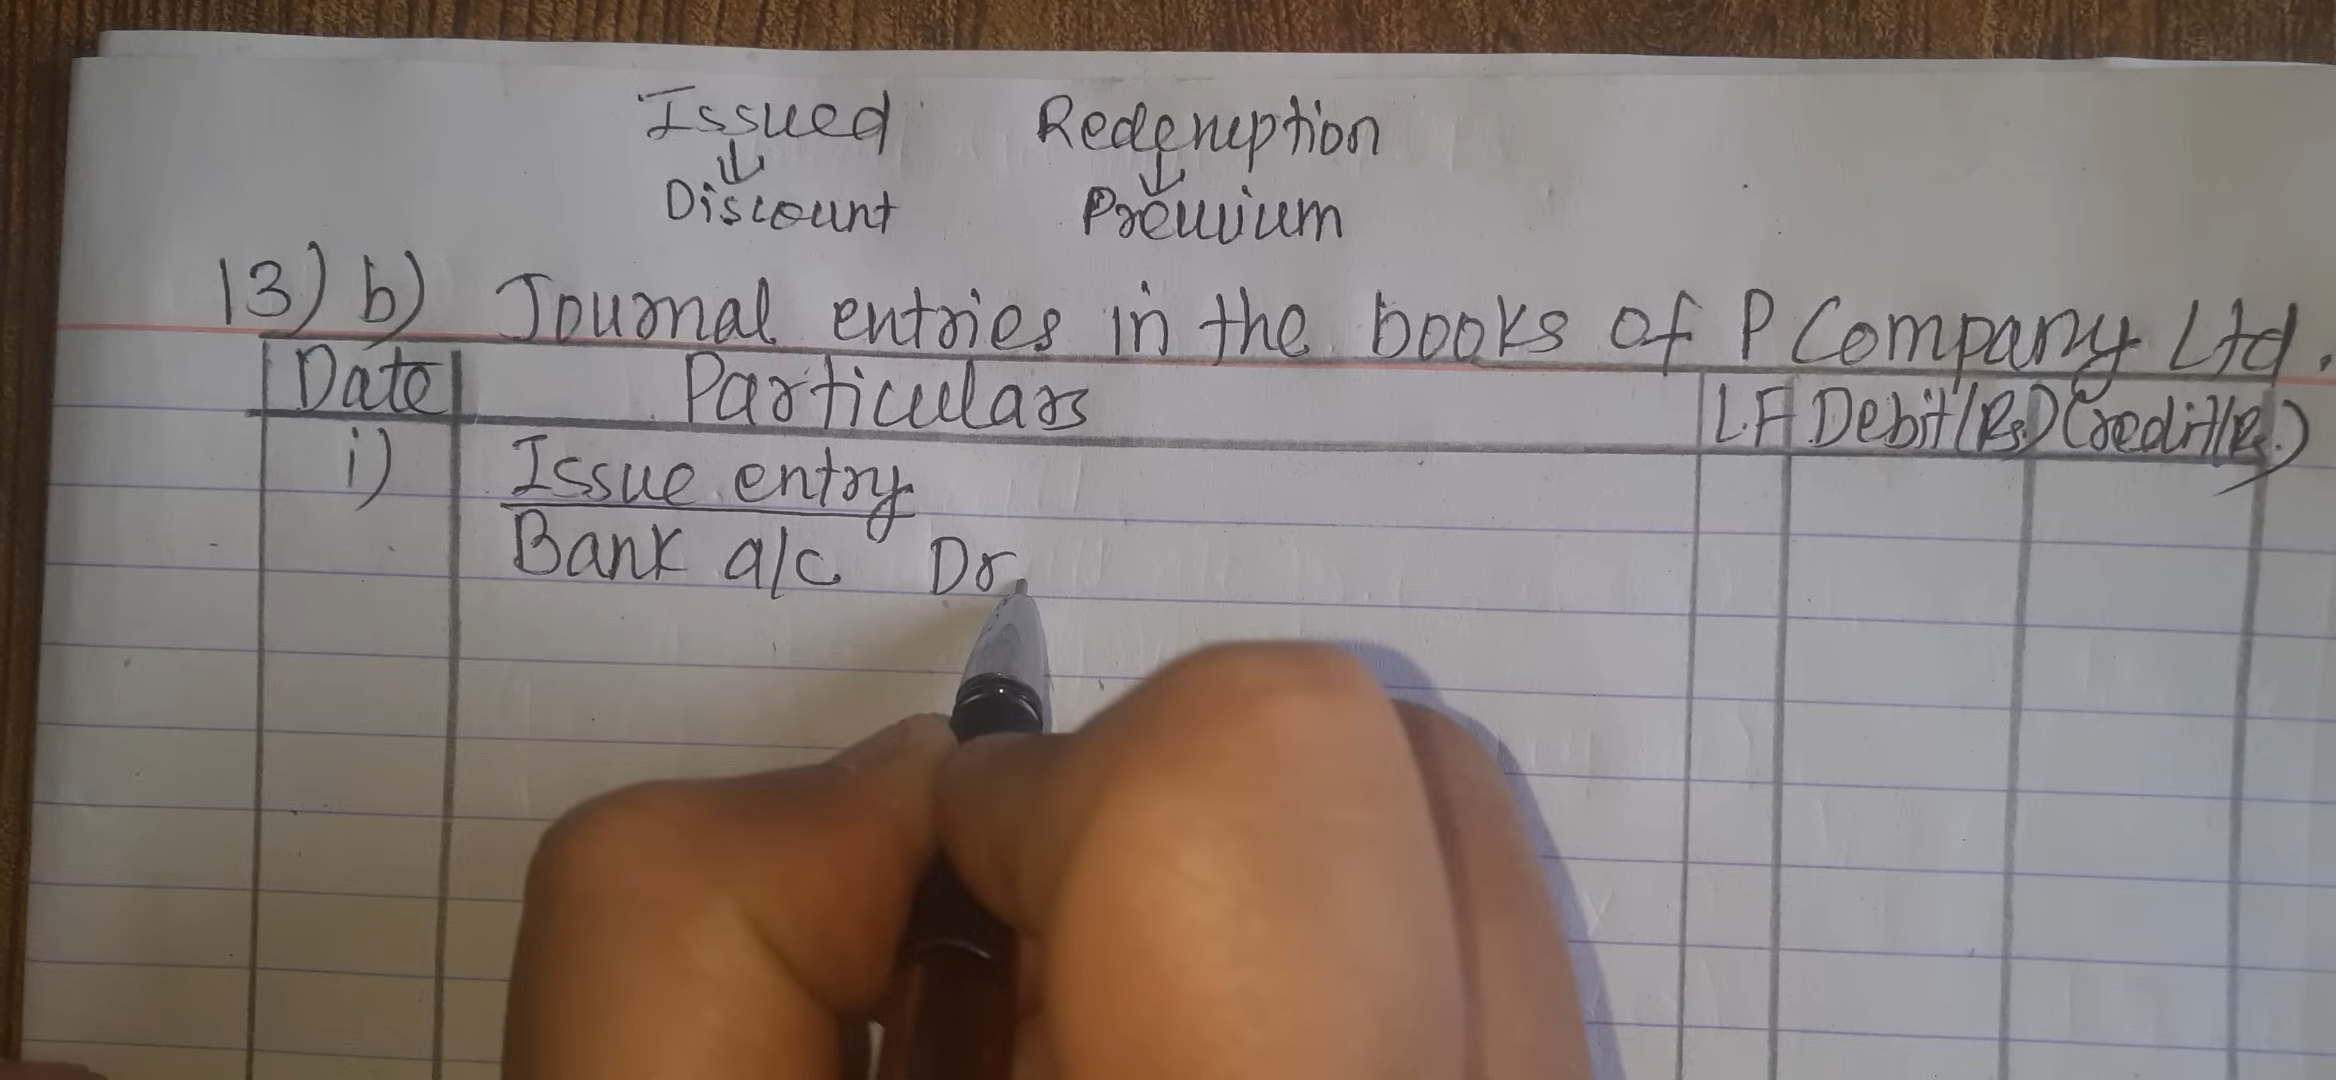 Issued Redemption
↓ ↓
Discount Premium
13) b) Journal entries in the books of P Company Ltd.
Date Particulars LF Debit(Rs) Credit(Rs.)
i) Issue entry
Bank a/c Dr.